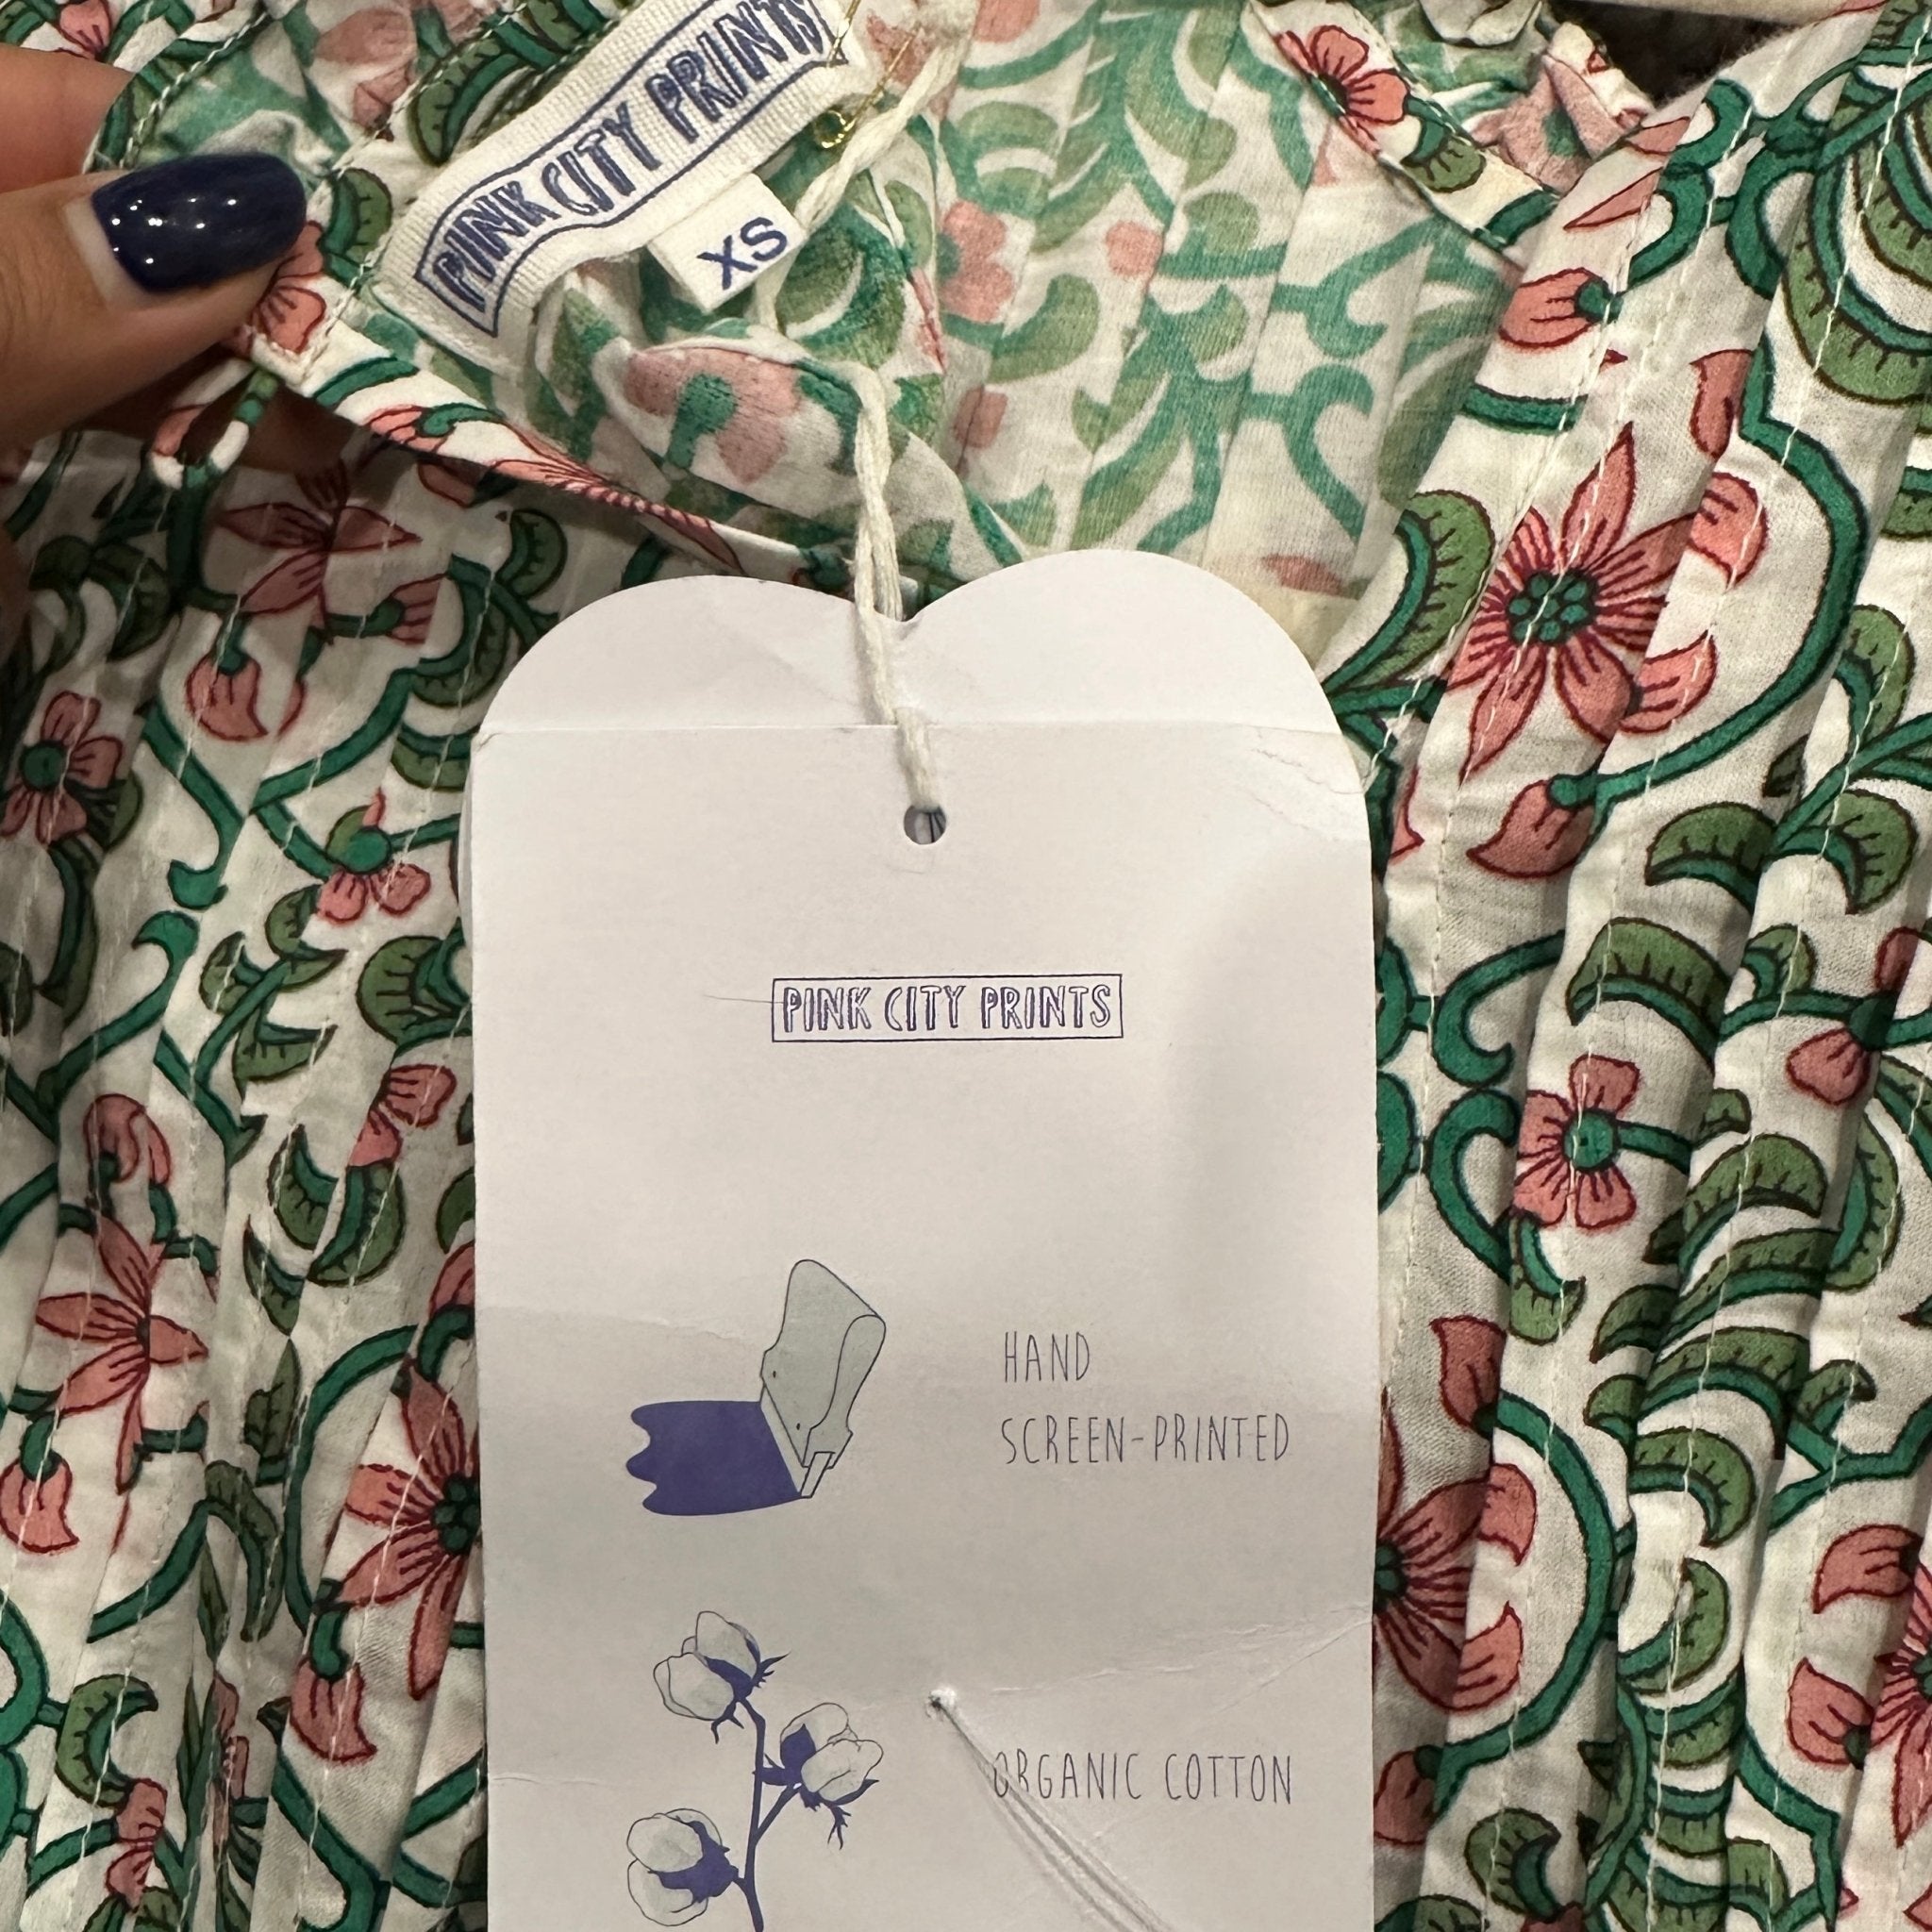 PINK CITY PRINTS
XS
PINK CITY PRINTS
HAND
SCREEN-PRINTED
ORGANIC COTTON